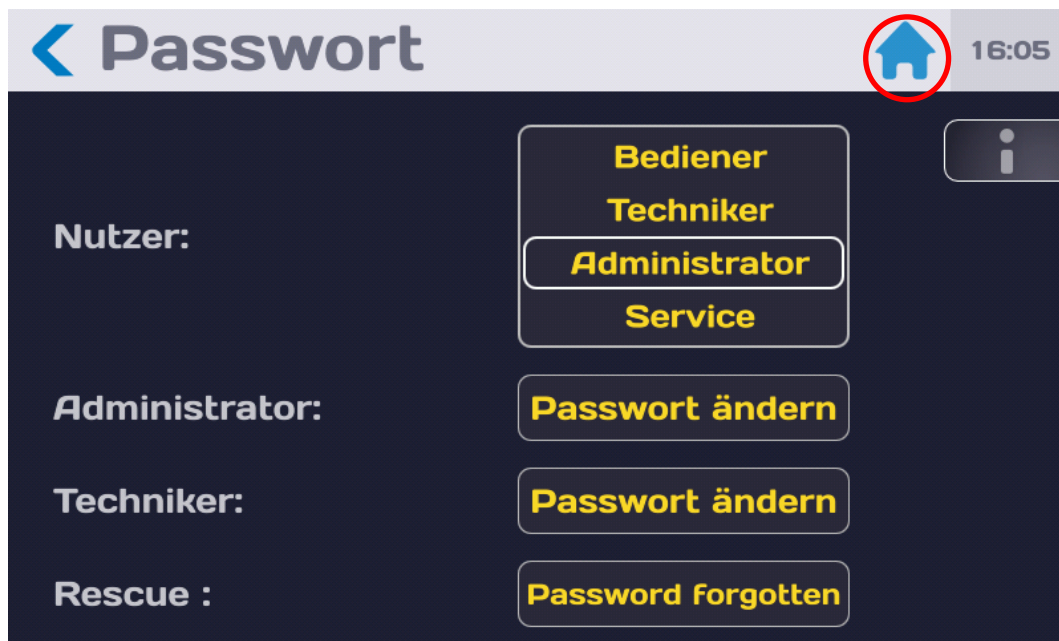 Passwort
16:05
Nutzer:
Bediener
Techniker
Administrator
Service
Administrator:
Passwort ändern
Techniker:
Passwort ändern
Rescue :
Password forgotten